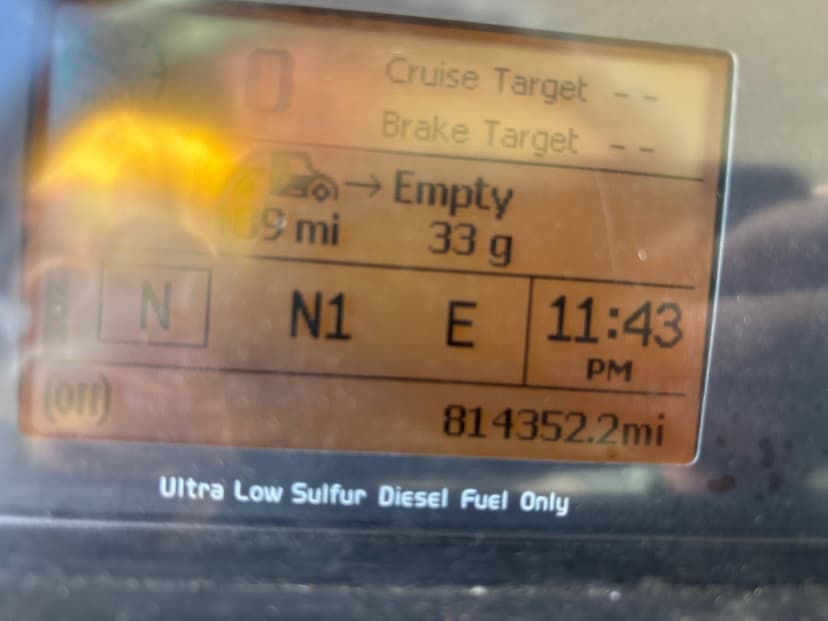 0 Cruise Target --
Brake Target --
→ Empty
9 mi 33 g
N N1 E 11:43
PM
(Off)
814352.2mi
Ultra Low Sulfur Diesel Fuel Only